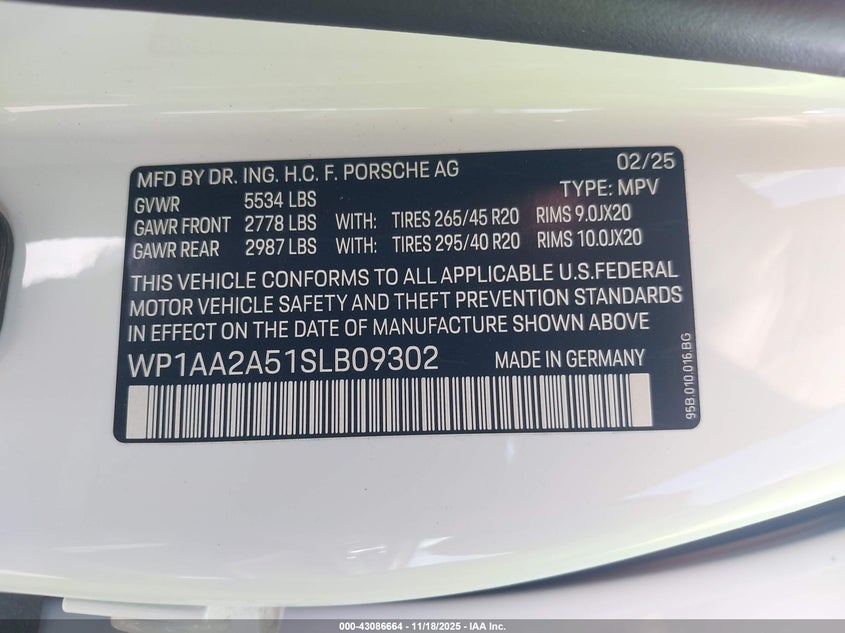 MFD BY DR. ING. H.C. F. PORSCHE AG 02/25
GVWR 5534 LBS TYPE: MPV
GAWR FRONT 2778 LBS WITH: TIRES 265/45 R20 RIMS 9.0JX20
GAWR REAR 2987 LBS WITH: TIRES 295/40 R20 RIMS 10.0JX20
THIS VEHICLE CONFORMS TO ALL APPLICABLE U.S.FEDERAL
MOTOR VEHICLE SAFETY AND THEFT PREVENTION STANDARDS
IN EFFECT ON THE DATE OF MANUFACTURE SHOWN ABOVE
WP1AA2A51SLB09302 MADE IN GERMANY
95B.010.016.BG
000-43086664 - 11/18/2025 - IAA Inc.